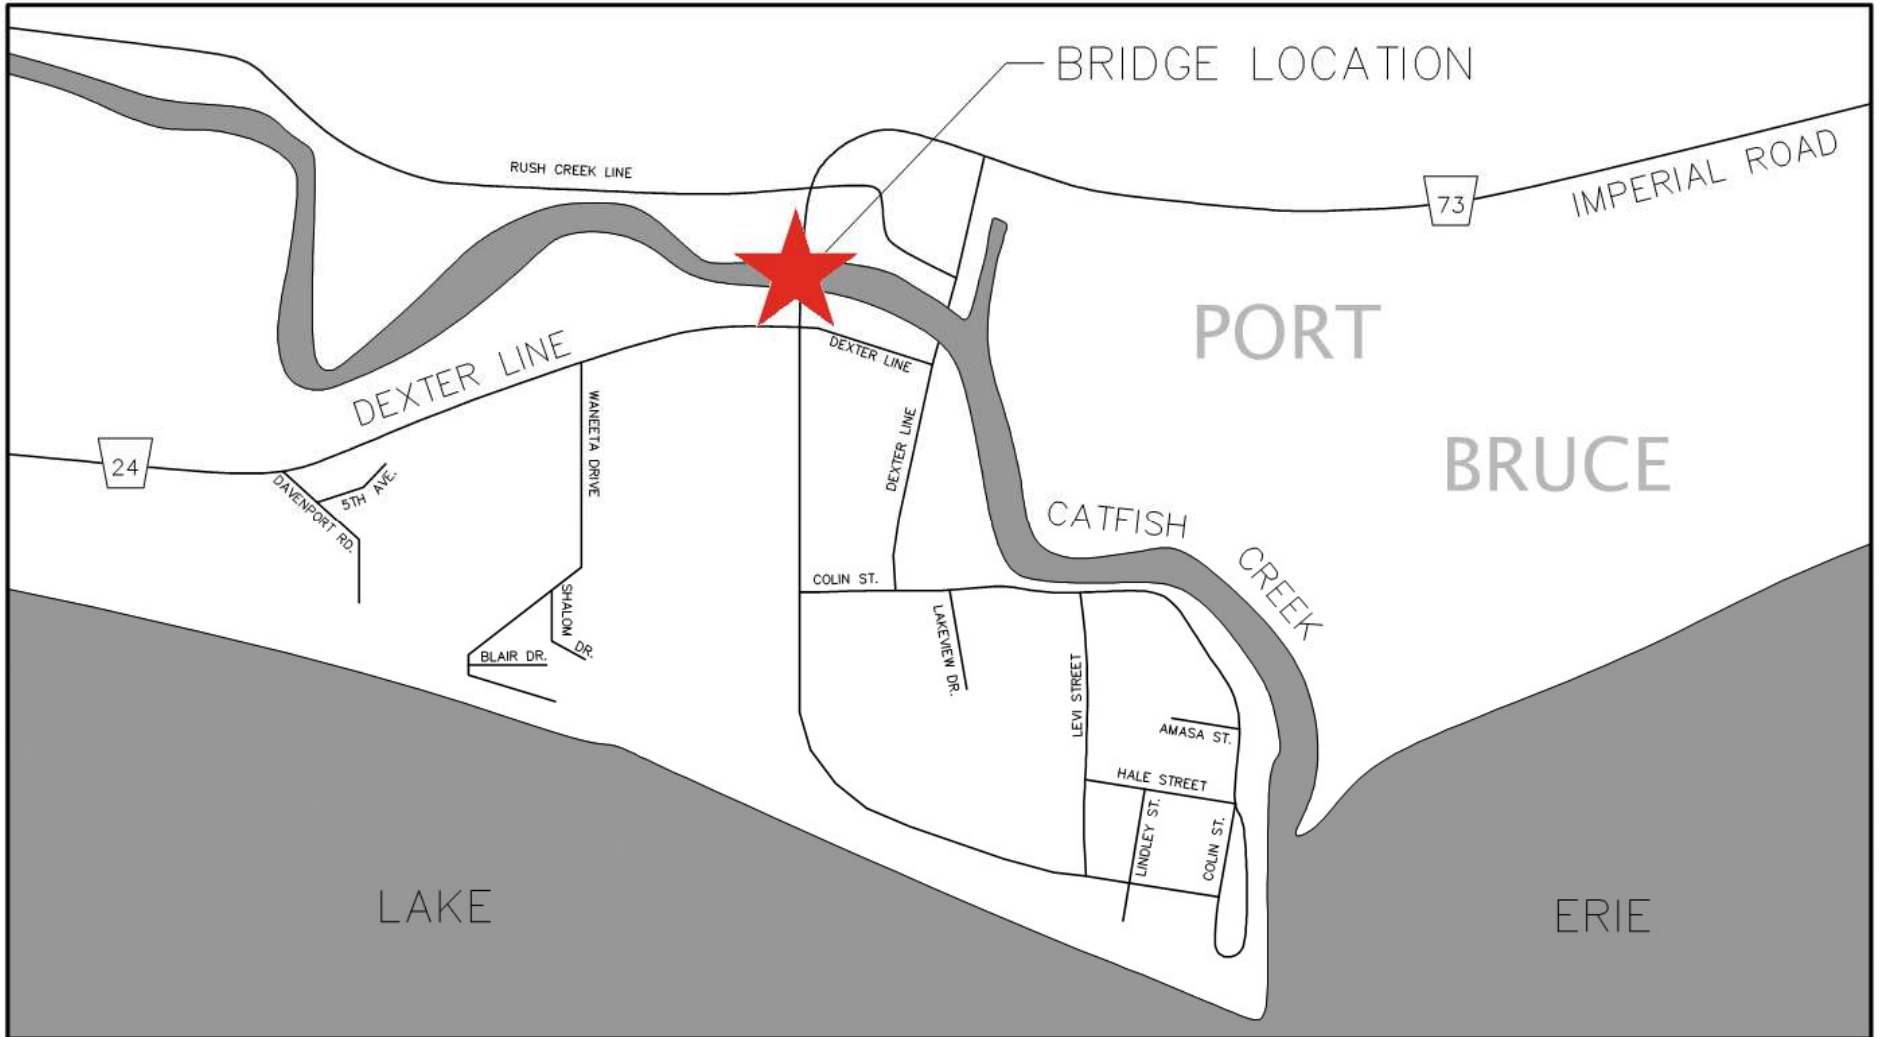 BRIDGE LOCATION
RUSH CREEK LINE
IMPERIAL ROAD
73
PORT
BRUCE
DEXTER LINE
DEXTER LINE
DEXTER LINE
WANEETA DRIVE
24
5TH AVE.
DAVENPORT RD.
CATFISH
CREEK
COLIN ST.
SHALOM DR.
BLAIR DR.
LAKEVIEW DR.
LEVI STREET
AMASA ST.
HALE STREET
LINDLEY ST.
COLIN ST.
LAKE
ERIE